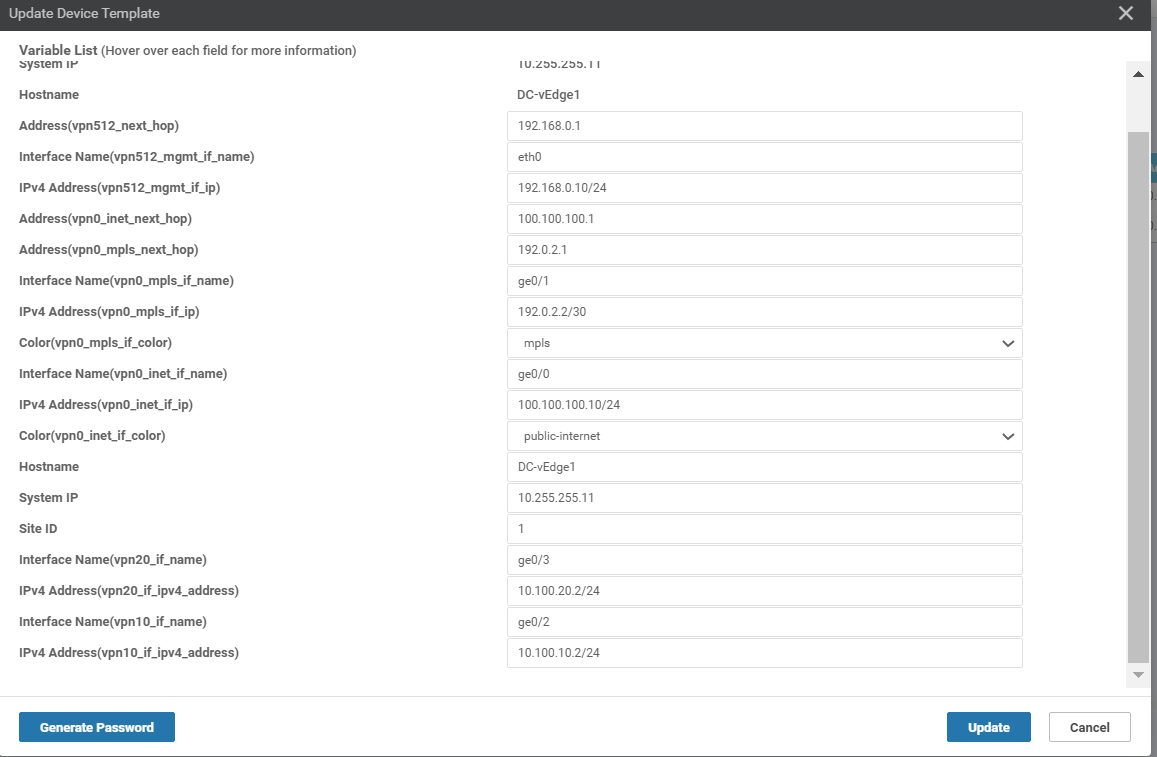 Update Device Template
Variable List (Hover over each field for more information)
System IP 10.255.255.11
Hostname DC-vEdge1
Address(vpn512_next_hop) 192.168.0.1
Interface Name(vpn512_mgmt_if_name) eth0
IPv4 Address(vpn512_mgmt_if_ip) 192.168.0.10/24
Address(vpn0_inet_next_hop) 100.100.100.1
Address(vpn0_mpls_next_hop) 192.0.2.1
Interface Name(vpn0_mpls_if_name) ge0/1
IPv4 Address(vpn0_mpls_if_ip) 192.0.2.2/30
Color(vpn0_mpls_if_color) mpls
Interface Name(vpn0_inet_if_name) ge0/0
IPv4 Address(vpn0_inet_if_ip) 100.100.100.10/24
Color(vpn0_inet_if_color) public-internet
Hostname DC-vEdge1
System IP 10.255.255.11
Site ID 1
Interface Name(vpn20_if_name) ge0/3
IPv4 Address(vpn20_if_ipv4_address) 10.100.20.2/24
Interface Name(vpn10_if_name) ge0/2
IPv4 Address(vpn10_if_ipv4_address) 10.100.10.2/24
Generate Password Update Cancel